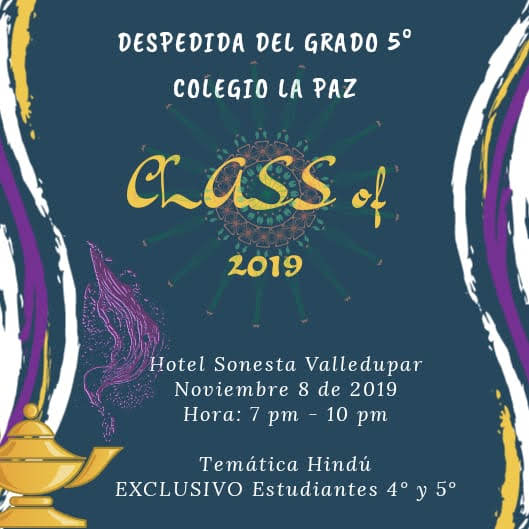 DESPEDIDA DEL GRADO 5°
COLEGIO LA PAZ
CLASS of
2019
Hotel Sonesta Valledupar
Noviembre 8 de 2019
Hora: 7 pm - 10 pm
Temática Hindú
EXCLUSIVO Estudiantes 4° y 5°